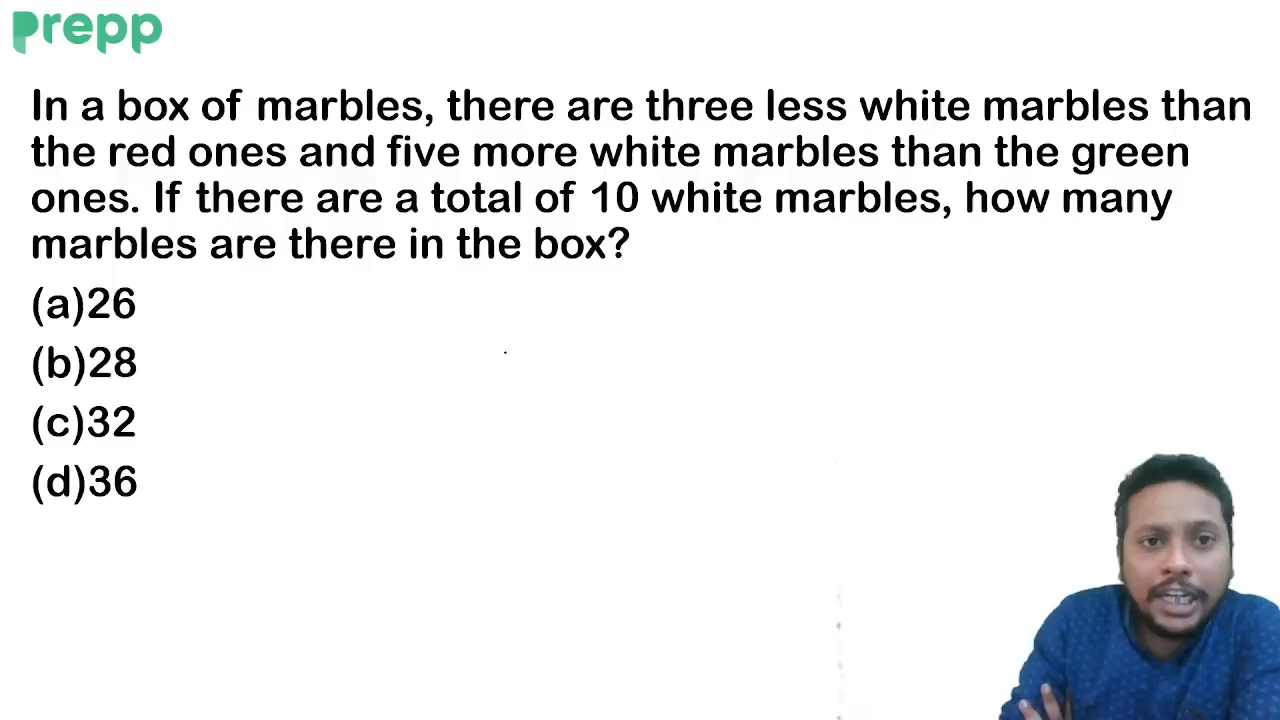 Prepp
In a box of marbles, there are three less white marbles than
the red ones and five more white marbles than the green
ones. If there are a total of 10 white marbles, how many
marbles are there in the box?
(a)26
(b)28
(c)32
(d)36